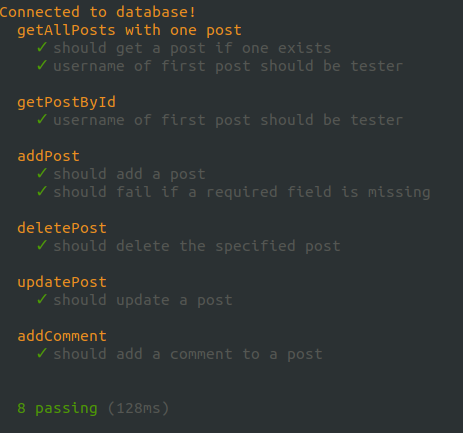 Connected to database!
getAllPosts with one post
✓ should get a post if one exists
✓ username of first post should be tester
getPostById
✓ username of first post should be tester
addPost
✓ should add a post
✓ should fail if a required field is missing
deletePost
✓ should delete the specified post
updatePost
✓ should update a post
addComment
✓ should add a comment to a post
8 passing (128ms)